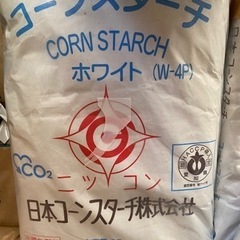 コーンスターチ
CORN STARCH
ホワイト (W-4P)
CO2
ニッコン
日本コーンスターチ株式会社